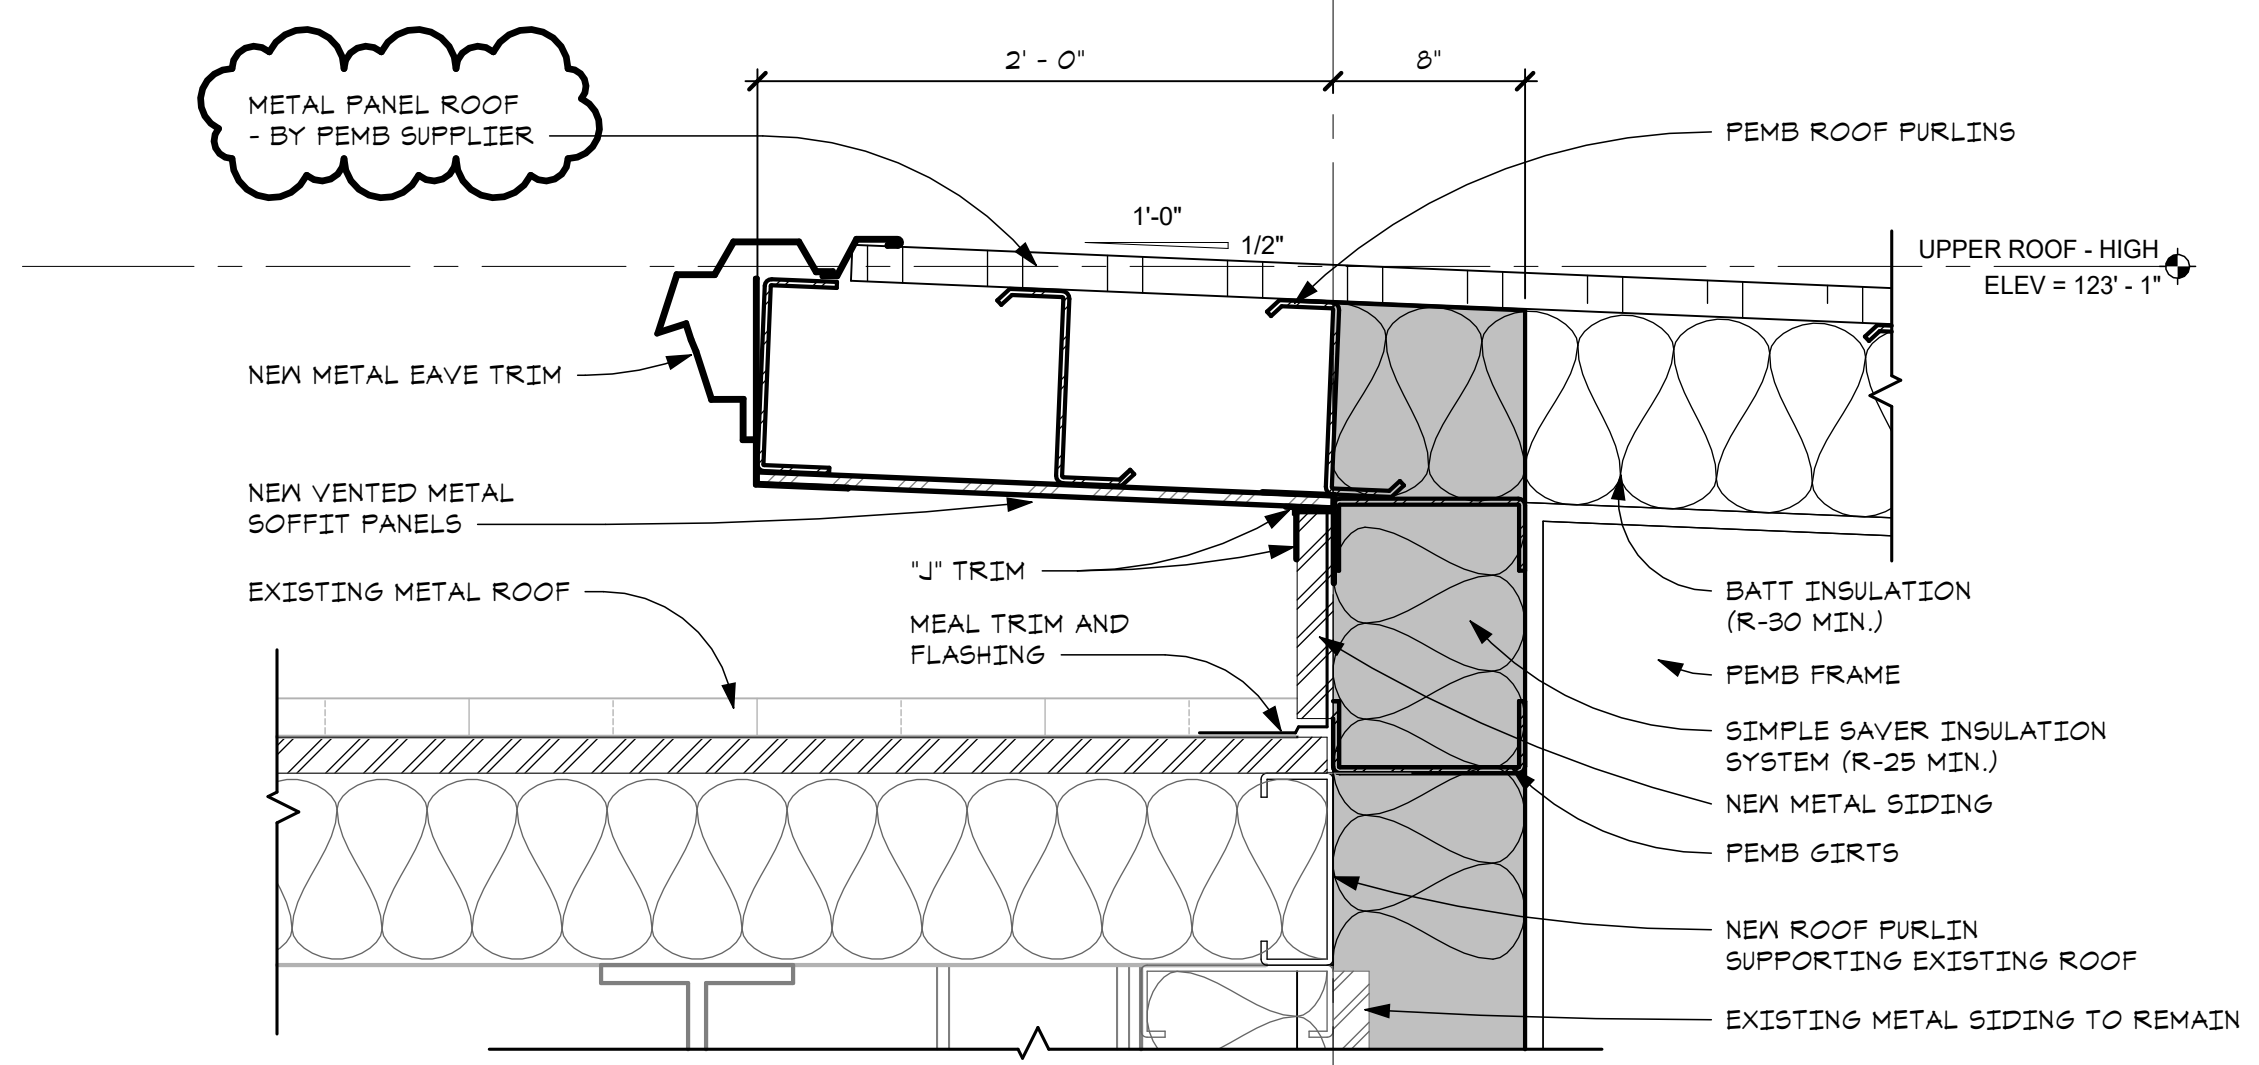 2' - 0"
8"
METAL PANEL ROOF
- BY PEMB SUPPLIER
PEMB ROOF PURLINS
1'-0"
1/2"
UPPER ROOF - HIGH
ELEV = 123' - 1"
NEW METAL EAVE TRIM
NEW VENTED METAL
SOFFIT PANELS
"J" TRIM
EXISTING METAL ROOF
MEAL TRIM AND
FLASHING
BATT INSULATION
(R-30 MIN.)
PEMB FRAME
SIMPLE SAVER INSULATION
SYSTEM (R-25 MIN.)
NEW METAL SIDING
PEMB GIRTS
NEW ROOF PURLIN
SUPPORTING EXISTING ROOF
EXISTING METAL SIDING TO REMAIN